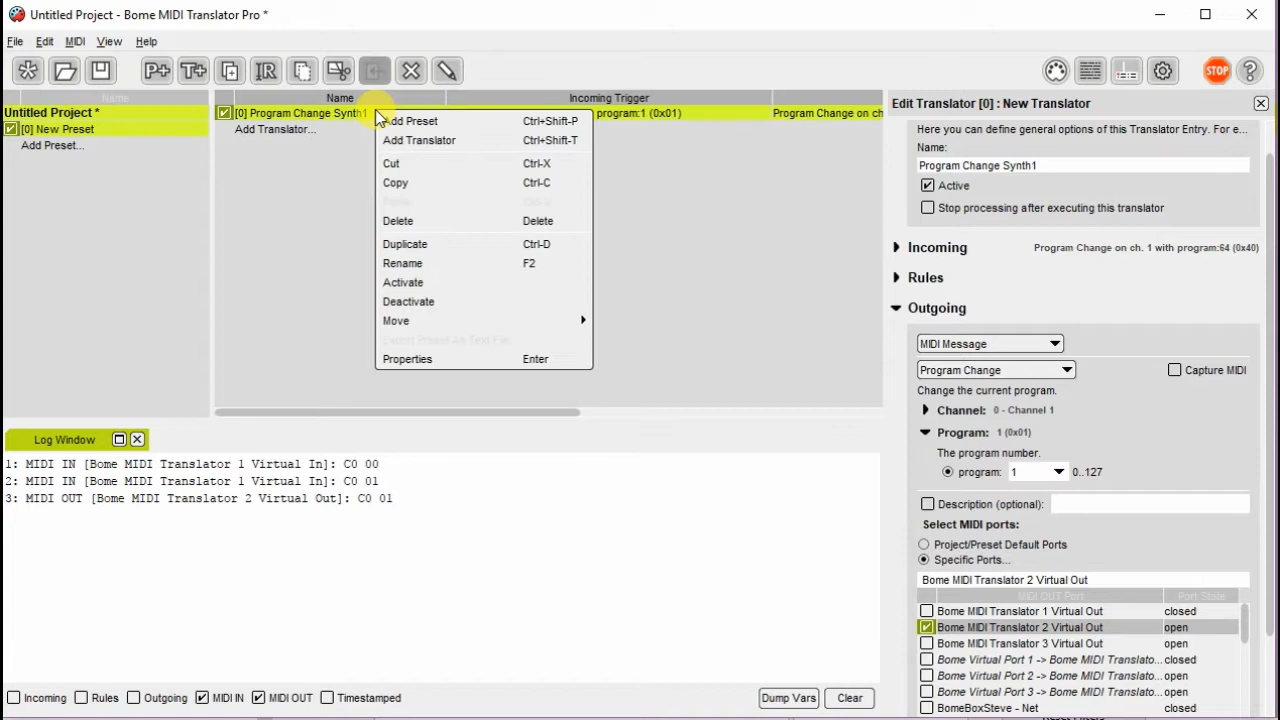 Untitled Project - Bome MIDI Translator Pro *
File Edit MIDI View Help
P+ T+ IR STOP ?
Name
Untitled Project *
[0] New Preset
Add Preset...
Name Incoming Trigger
[0] Program Change Synth1 program:1 (0x01) Program Change on ch
Add Translator...
Add Preset Ctrl+Shift-P
Add Translator Ctrl+Shift-T
Cut Ctrl-X
Copy Ctrl-C
Delete Delete
Duplicate Ctrl-D
Rename F2
Activate
Deactivate
Move
Export Preset As Text File
Properties Enter
Edit Translator [0] : New Translator
Here you can define general options of this Translator Entry. For e...
Name:
Program Change Synth1
Active
Stop processing after executing this translator
Incoming Program Change on ch. 1 with program:64 (0x40)
Rules
Outgoing
MIDI Message
Program Change Capture MIDI
Change the current program.
Channel: 0 - Channel 1
Program: 1 (0x01)
The program number.
program: 1 0..127
Description (optional):
Select MIDI ports:
Project/Preset Default Ports
Specific Ports...
Bome MIDI Translator 2 Virtual Out
MIDI OUT Port Port State
Bome MIDI Translator 1 Virtual Out closed
Bome MIDI Translator 2 Virtual Out open
Bome MIDI Translator 3 Virtual Out open
Bome Virtual Port 1 -> Bome MIDI Translato... closed
Bome Virtual Port 2 -> Bome MIDI Translato... open
Bome Virtual Port 3 -> Bome MIDI Translato... open
BomeBoxSteve - Net closed
Log Window
1: MIDI IN [Bome MIDI Translator 1 Virtual In]: C0 00
2: MIDI IN [Bome MIDI Translator 1 Virtual In]: C0 01
3: MIDI OUT [Bome MIDI Translator 2 Virtual Out]: C0 01
Incoming Rules Outgoing MIDI IN MIDI OUT Timestamped Dump Vars Clear